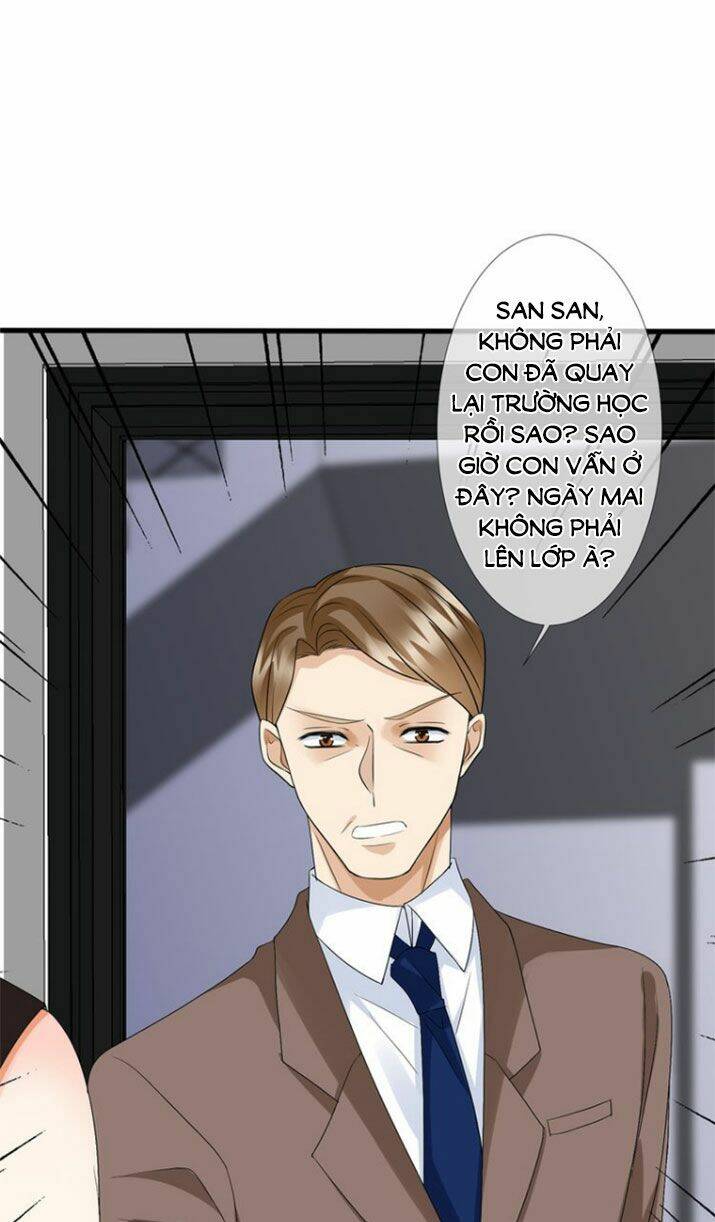 SAN SAN,
KHÔNG PHẢI
CON ĐÃ QUAY
LẠI TRƯỜNG HỌC
RỒI SAO? SAO
GIỜ CON VẪN Ở
ĐÂY? NGÀY MAI
KHÔNG PHẢI
LÊN LỚP À?